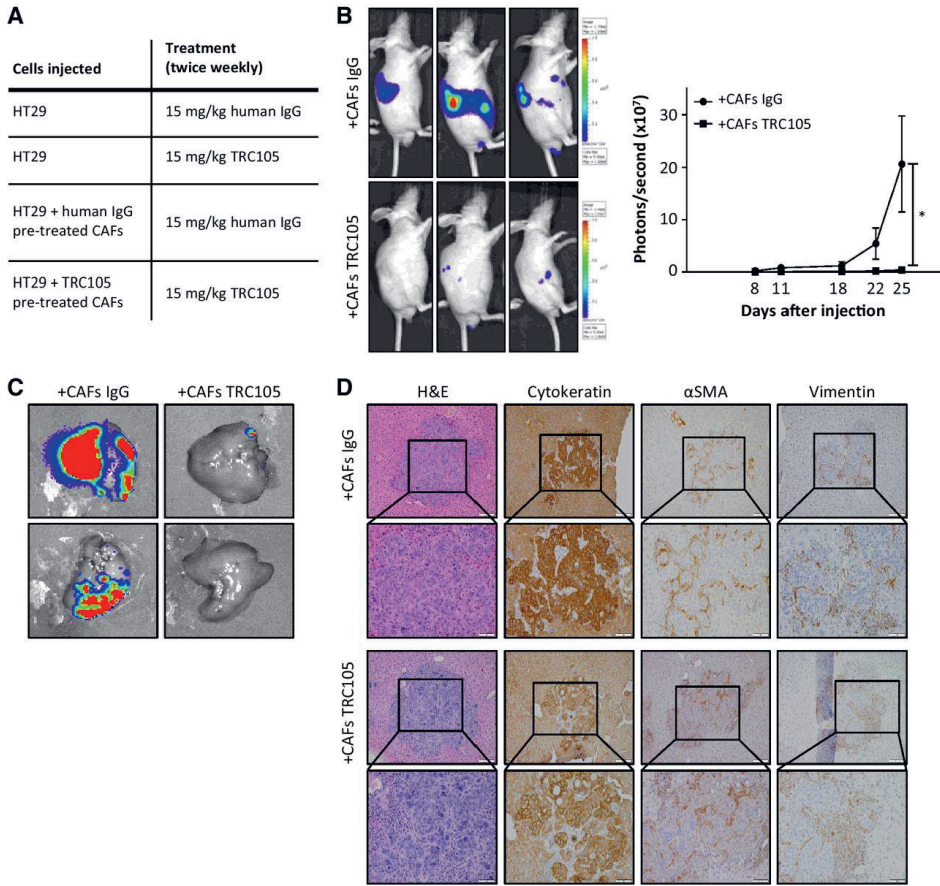 A
Cells injected
Treatment
(twice weekly)
HT29
15 mg/kg human IgG
HT29
15 mg/kg TRC105
HT29 + human IgG
pre-treated CAFs
15 mg/kg human IgG
HT29 + TRC105
pre-treated CAFs
15 mg/kg TRC105
B
+CAFs IgG
+CAFs TRC105
Photons/second (x10⁷)
30
20
10
0
+CAFs IgG
+CAFs TRC105
*
8 11 18 22 25
Days after injection
C
+CAFs IgG +CAFs TRC105
D
H&E Cytokeratin αSMA Vimentin
+CAFs IgG
+CAFs TRC105